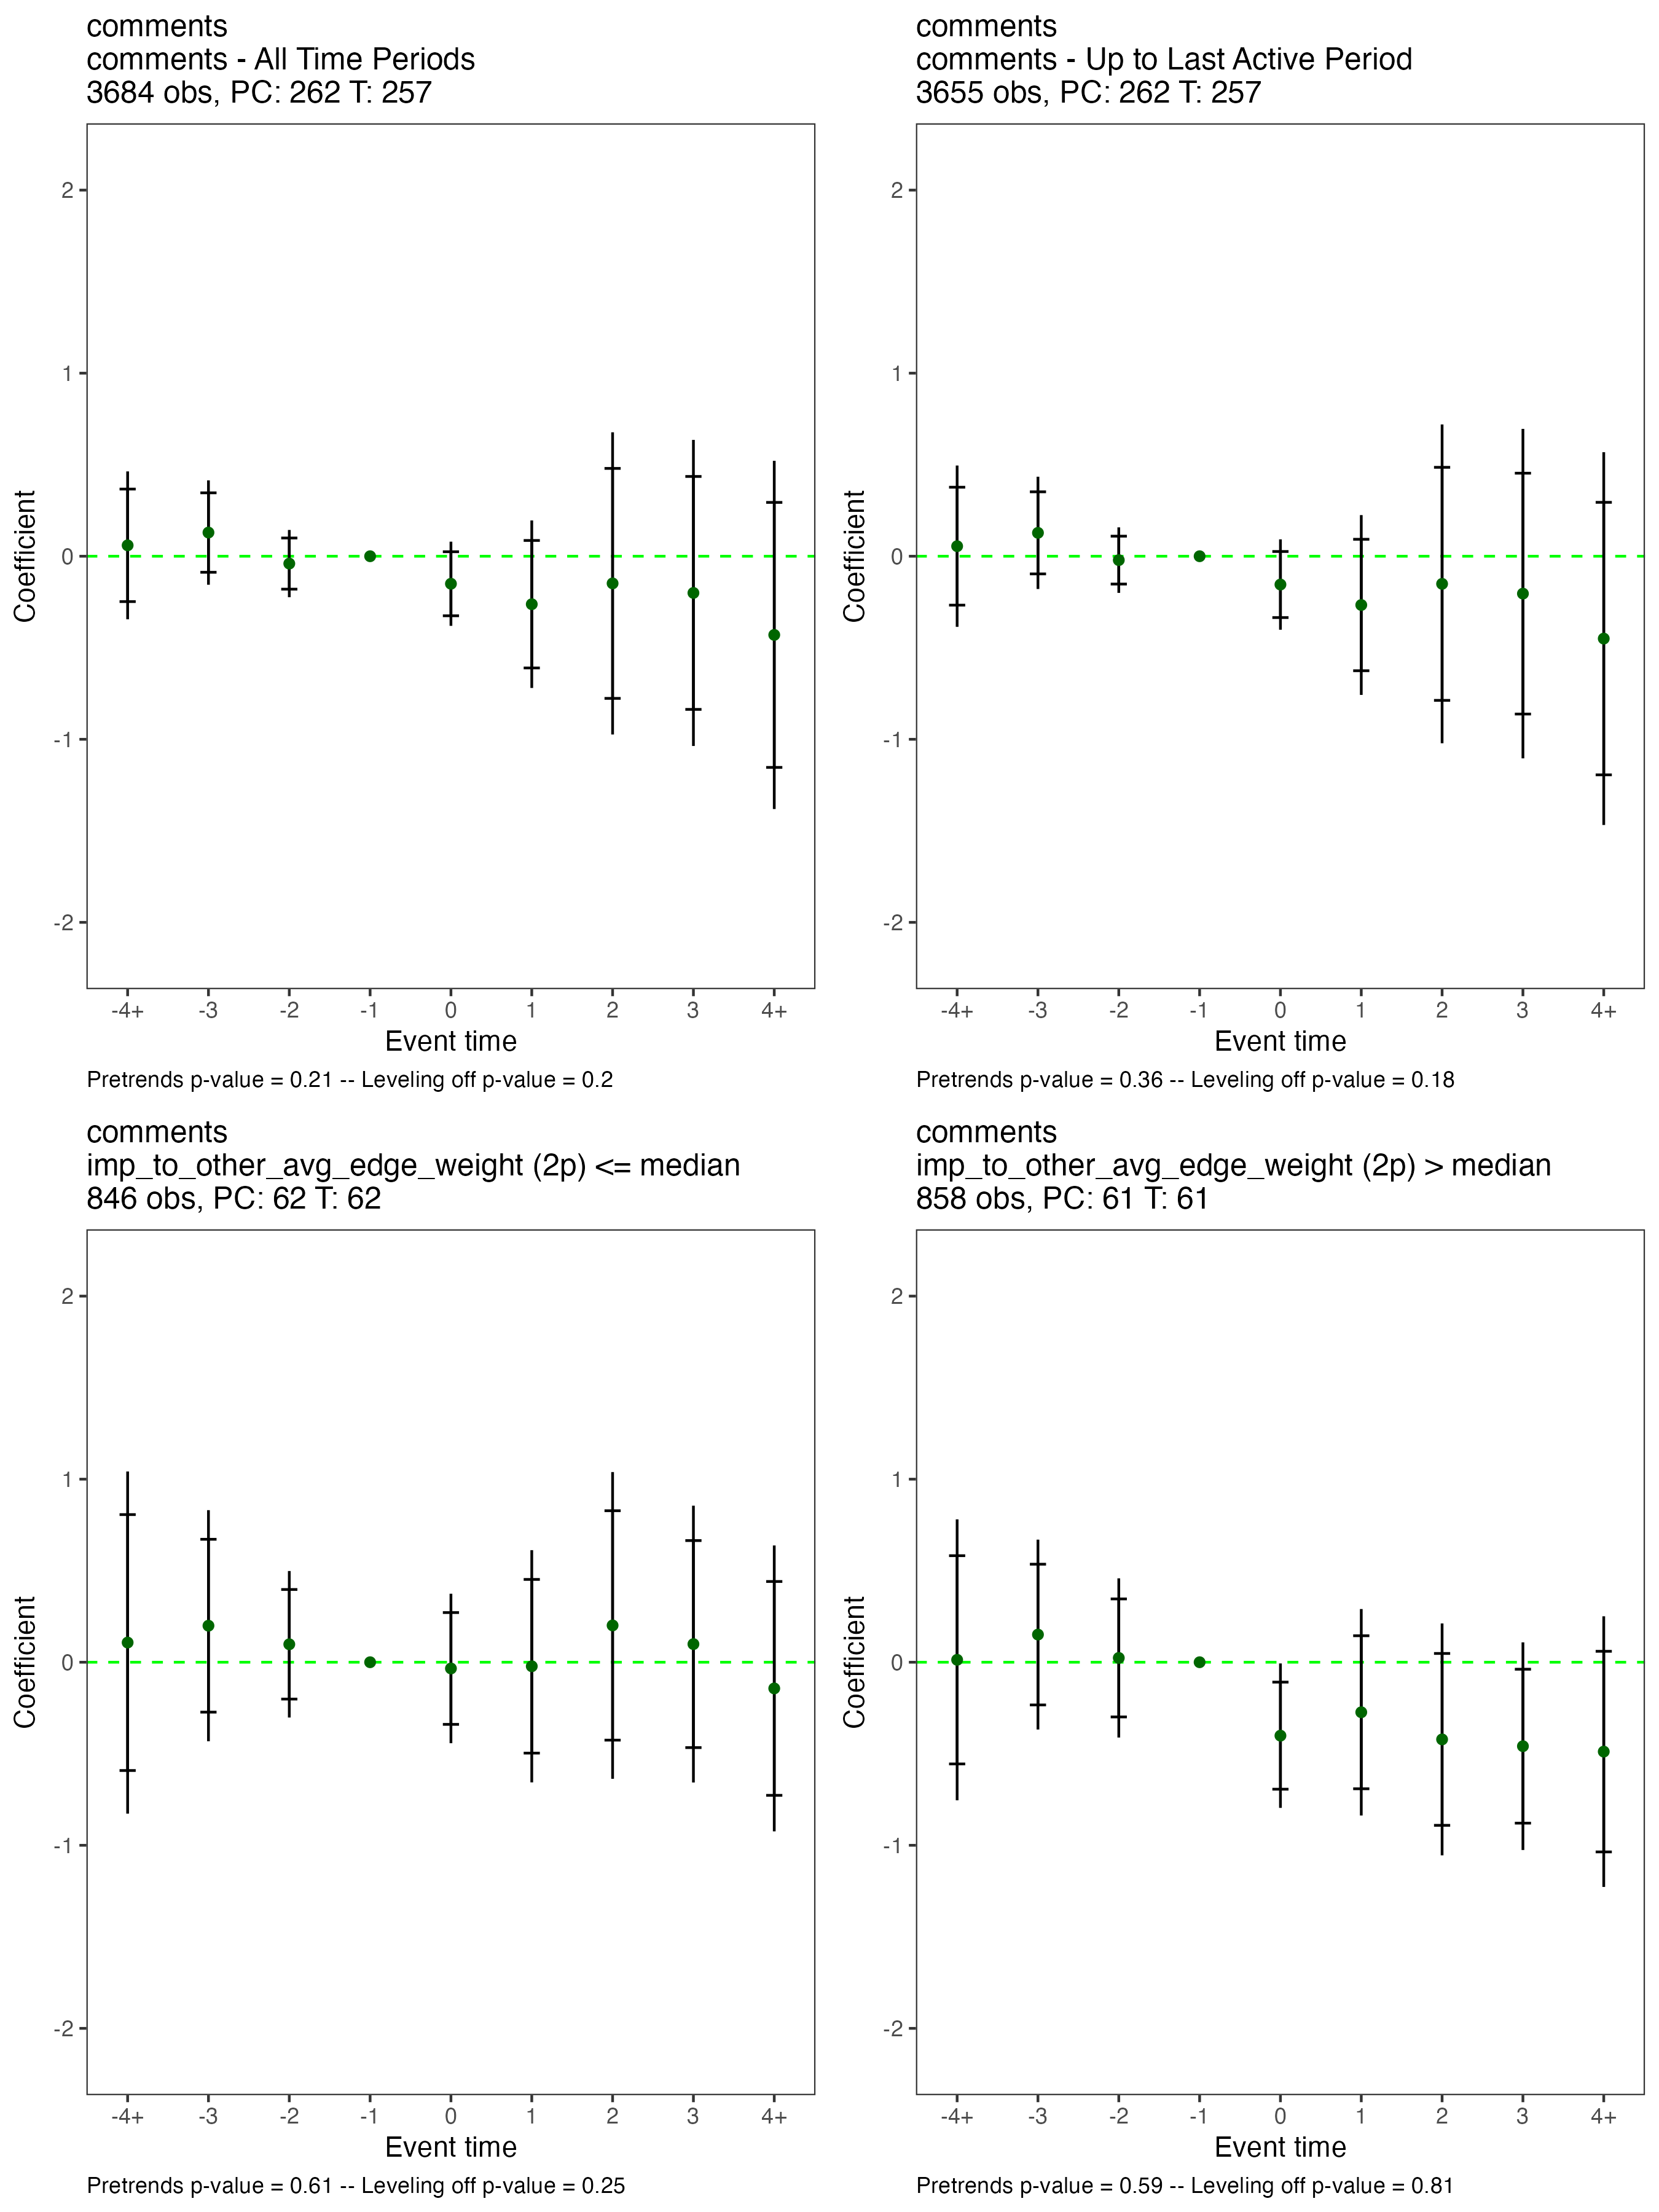 comments
comments - All Time Periods
3684 obs, PC: 262 T: 257
Coefficient
2
1
0
-1
-2
-4+ -3 -2 -1 0 1 2 3 4+
Event time
Pretrends p-value = 0.21 -- Leveling off p-value = 0.2
comments
comments - Up to Last Active Period
3655 obs, PC: 262 T: 257
Coefficient
2
1
0
-1
-2
-4+ -3 -2 -1 0 1 2 3 4+
Event time
Pretrends p-value = 0.36 -- Leveling off p-value = 0.18
comments
imp_to_other_avg_edge_weight (2p) <= median
846 obs, PC: 62 T: 62
Coefficient
2
1
0
-1
-2
-4+ -3 -2 -1 0 1 2 3 4+
Event time
Pretrends p-value = 0.61 -- Leveling off p-value = 0.25
comments
imp_to_other_avg_edge_weight (2p) > median
858 obs, PC: 61 T: 61
Coefficient
2
1
0
-1
-2
-4+ -3 -2 -1 0 1 2 3 4+
Event time
Pretrends p-value = 0.59 -- Leveling off p-value = 0.81